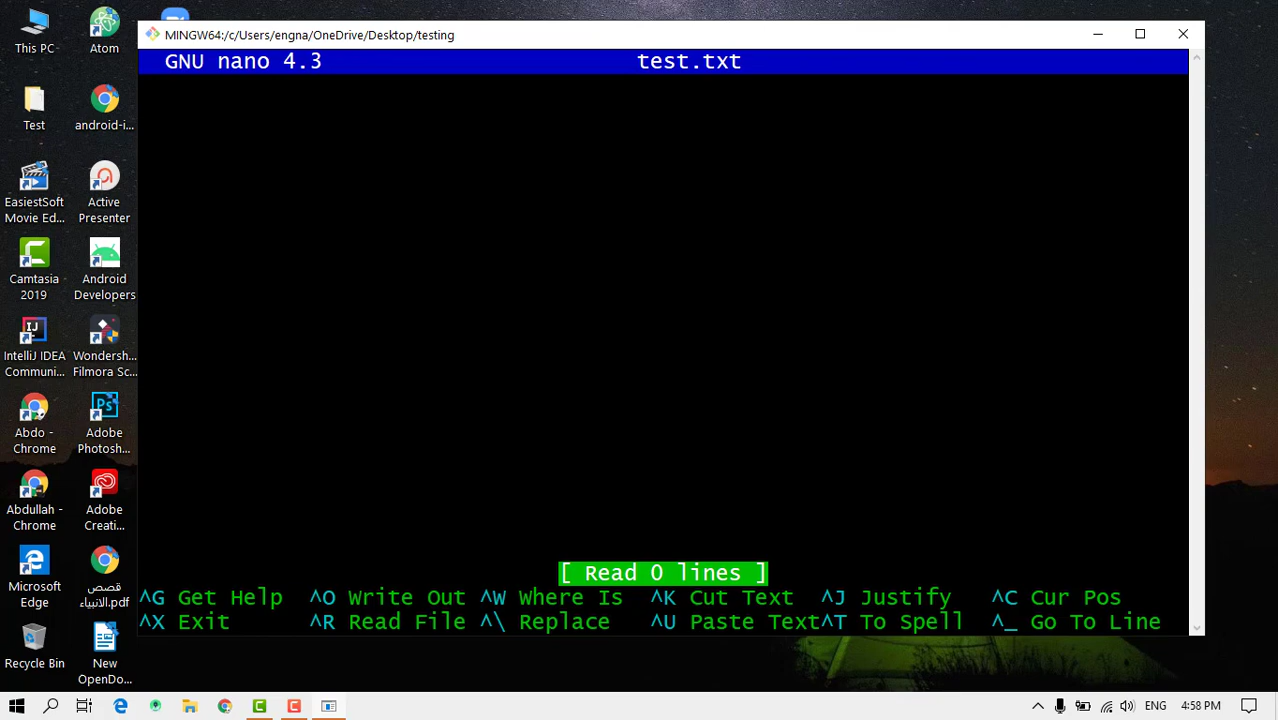 MINGW64:/c/Users/engna/OneDrive/Desktop/testing
GNU nano 4.3 test.txt
[ Read 0 lines ]
^G Get Help ^O Write Out ^W Where Is ^K Cut Text ^J Justify ^C Cur Pos
^X Exit ^R Read File ^\ Replace ^U Paste Text ^T To Spell ^_ Go To Line
This PC
Atom
Test
android-i...
EasiestSoft
Movie Ed...
Active
Presenter
Camtasia
2019
Android
Developers
IntelliJ IDEA
Communi...
Wondersh...
Filmora Sc...
Abdo -
Chrome
Adobe
Photosh...
Abdullah -
Chrome
Adobe
Creati...
Microsoft
Edge
قصص
الانبياء.pdf
Recycle Bin
New
OpenDo...
ENG
4:58 PM